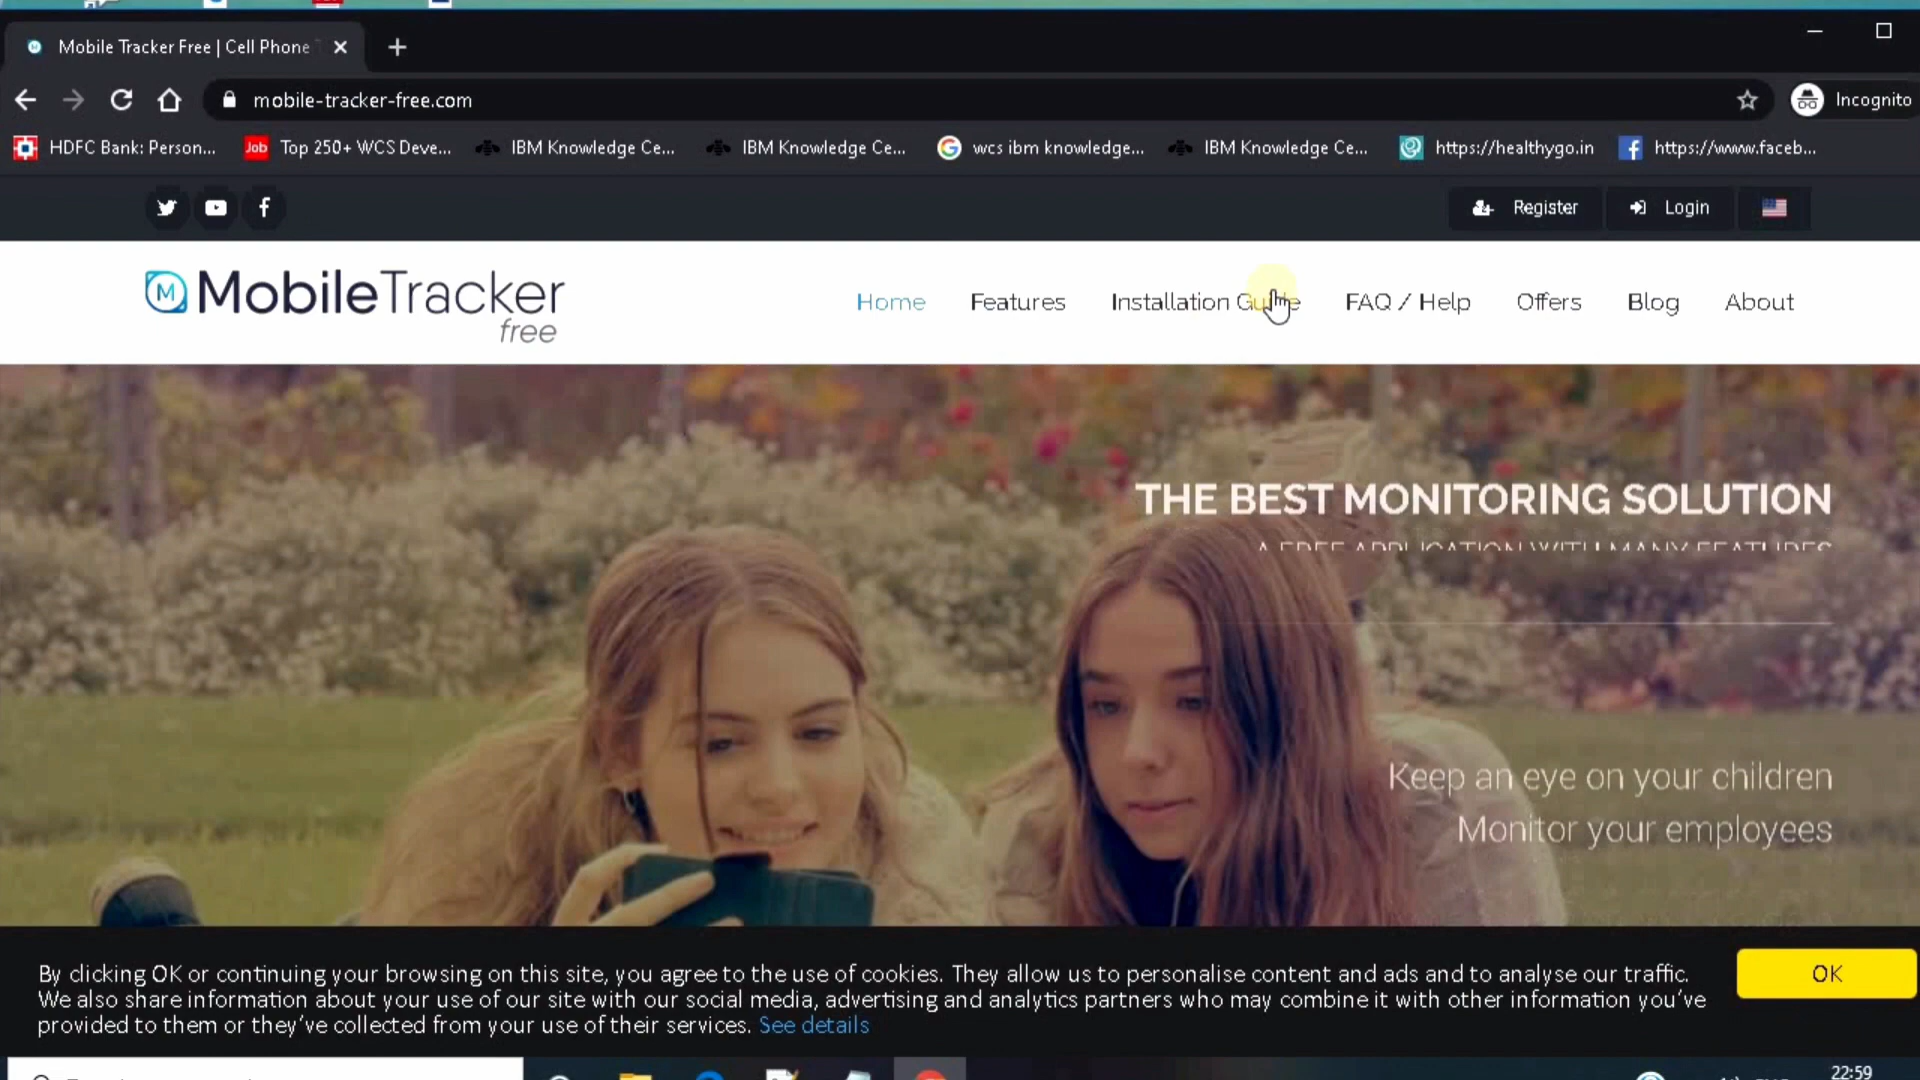 Mobile Tracker Free | Cell Phone
mobile-tracker-free.com
Incognito
HDFC Bank: Person...
Job
Top 250+ WCS Deve...
IBM Knowledge Ce...
IBM Knowledge Ce...
wcs ibm knowledge...
IBM Knowledge Ce...
https://healthygo.in
https://www.faceb...
Register
Login
M MobileTracker
free
Home
Features
Installation Guide
FAQ / Help
Offers
Blog
About
THE BEST MONITORING SOLUTION
A FREE APPLICATION WITH MANY FEATURES
Keep an eye on your children
Monitor your employees
By clicking OK or continuing your browsing on this site, you agree to the use of cookies. They allow us to personalise content and ads and to analyse our traffic.
We also share information about your use of our site with our social media, advertising and analytics partners who may combine it with other information you've
provided to them or they've collected from your use of their services. See details
OK
22:59